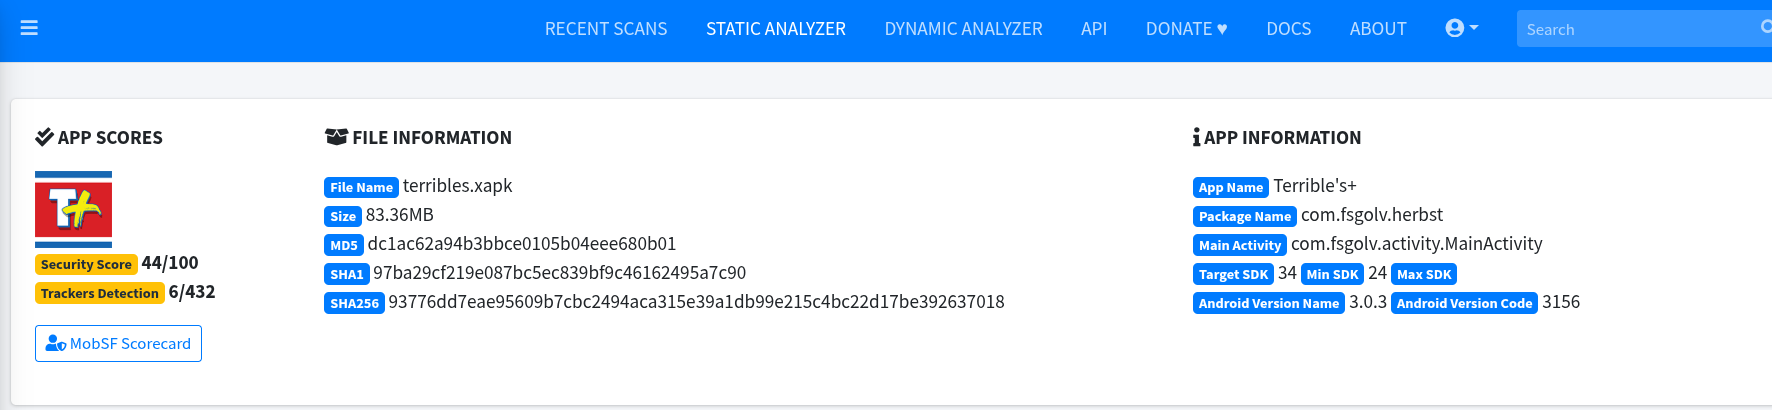 RECENT SCANS STATIC ANALYZER DYNAMIC ANALYZER API DONATE ♥ DOCS ABOUT Search
APP SCORES
T+
Security Score 44/100
Trackers Detection 6/432
MobSF Scorecard
FILE INFORMATION
File Name terribles.xapk
Size 83.36MB
MD5 dc1ac62a94b3bbce0105b04eee680b01
SHA1 97ba29cf219e087bc5ec839bf9c46162495a7c90
SHA256 93776dd7eae95609b7cbc2494aca315e39a1db99e215c4bc22d17be392637018
APP INFORMATION
App Name Terrible's+
Package Name com.fsgolv.herbst
Main Activity com.fsgolv.activity.MainActivity
Target SDK 34 Min SDK 24 Max SDK
Android Version Name 3.0.3 Android Version Code 3156